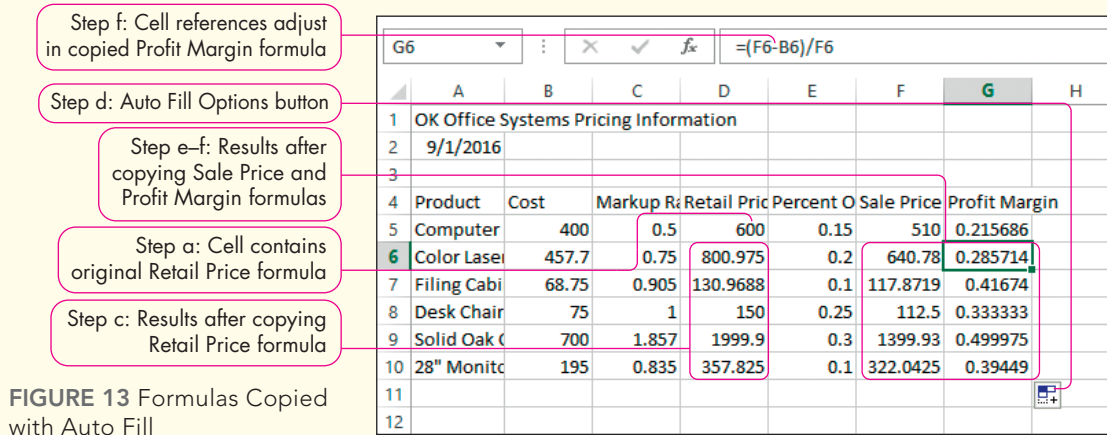 Step f: Cell references adjust
in copied Profit Margin formula
Step d: Auto Fill Options button
Step e–f: Results after
copying Sale Price and
Profit Margin formulas
Step a: Cell contains
original Retail Price formula
Step c: Results after copying
Retail Price formula
FIGURE 13 Formulas Copied
with Auto Fill
G6 fx =(F6-B6)/F6
A B C D E F G H
1 OK Office Systems Pricing Information
2 9/1/2016
3
4 Product Cost Markup Ra Retail Pric Percent O Sale Price Profit Margin
5 Computer 400 0.5 600 0.15 510 0.215686
6 Color Laser 457.7 0.75 800.975 0.2 640.78 0.285714
7 Filing Cabi 68.75 0.905 130.9688 0.1 117.8719 0.41674
8 Desk Chair 75 1 150 0.25 112.5 0.333333
9 Solid Oak 700 1.857 1999.9 0.3 1399.93 0.499975
10 28" Monito 195 0.835 357.825 0.1 322.0425 0.39449
11
12